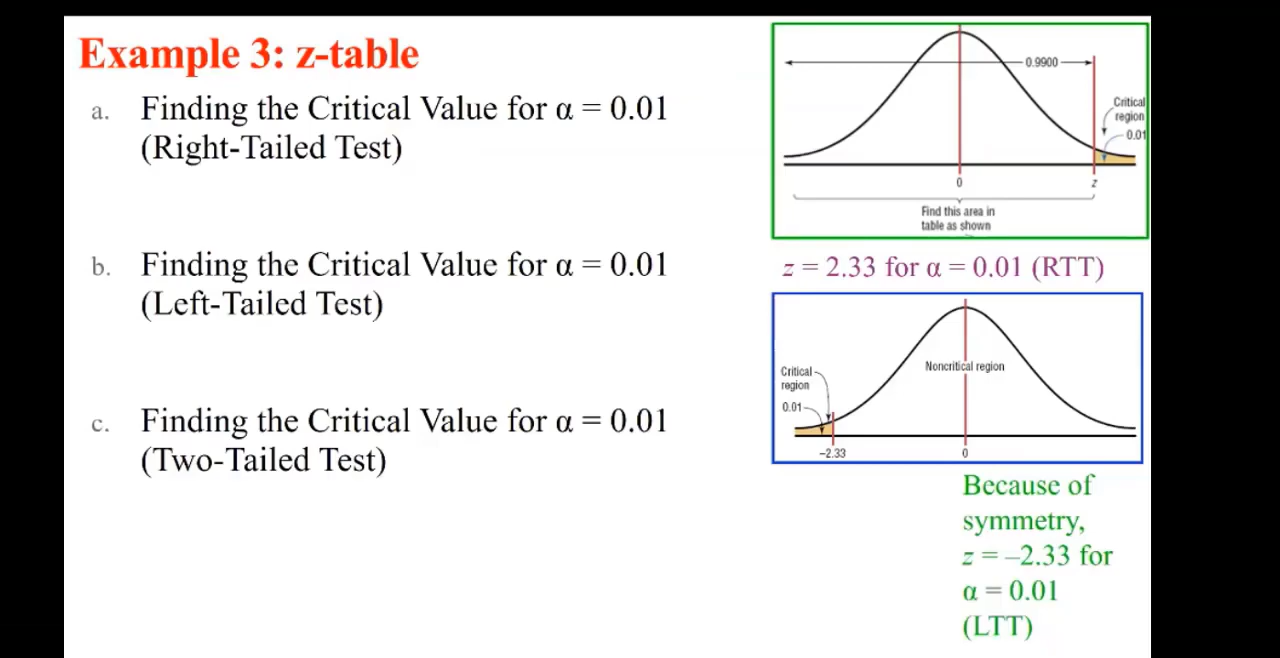 Example 3: z-table
a. Finding the Critical Value for α = 0.01
(Right-Tailed Test)
b. Finding the Critical Value for α = 0.01
(Left-Tailed Test)
c. Finding the Critical Value for α = 0.01
(Two-Tailed Test)
0.9900
Critical
region
0.01
0
z
Find this area in
table as shown
z = 2.33 for α = 0.01 (RTT)
Noncritical region
Critical
region
0.01
–2.33
0
Because of
symmetry,
z = –2.33 for
α = 0.01
(LTT)